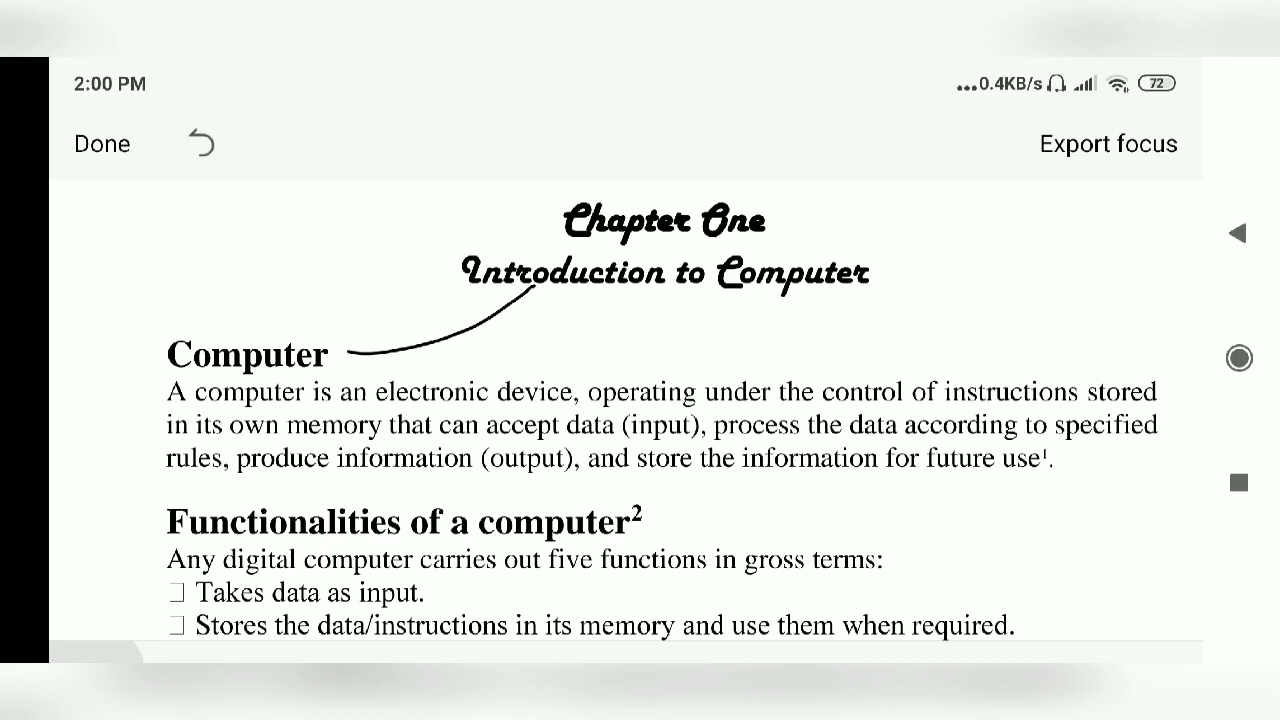 2:00 PM ...0.4KB/s 72
Done Export focus
Chapter One
Introduction to Computer
Computer
A computer is an electronic device, operating under the control of instructions stored
in its own memory that can accept data (input), process the data according to specified
rules, produce information (output), and store the information for future use¹.
Functionalities of a computer²
Any digital computer carries out five functions in gross terms:
Takes data as input.
Stores the data/instructions in its memory and use them when required.